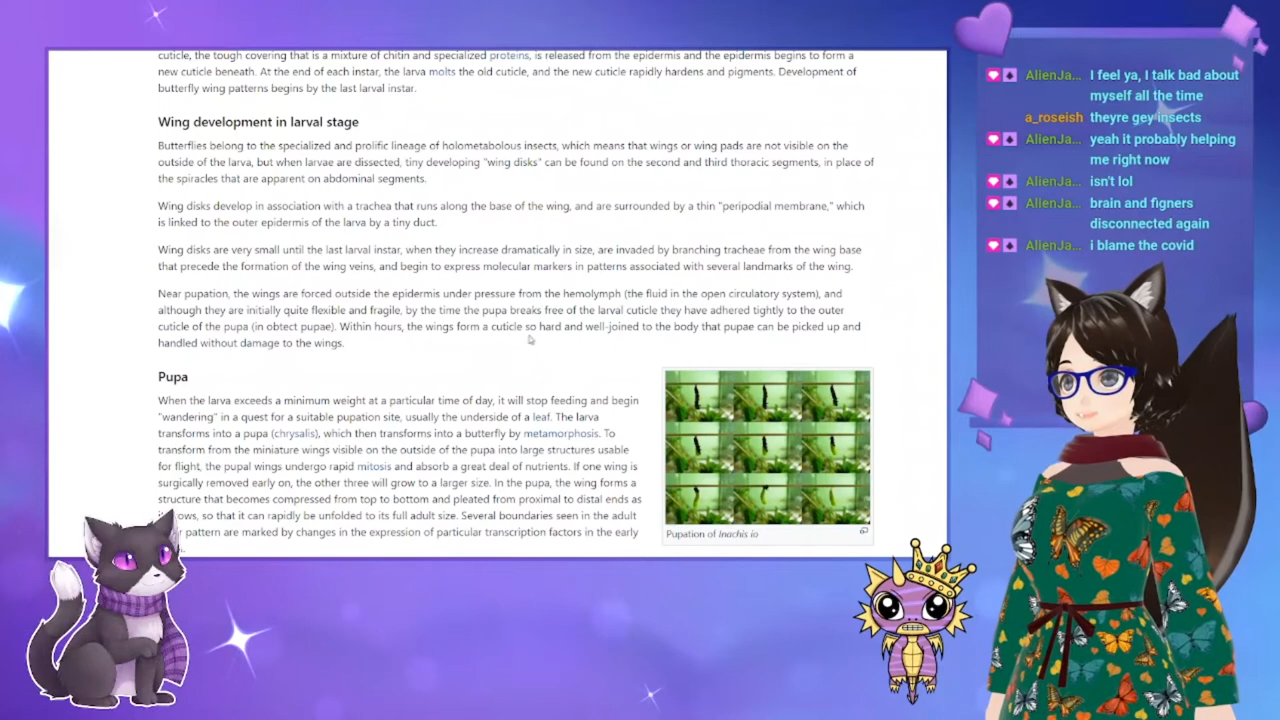 cuticle, the tough covering that is a mixture of chitin and specialized proteins, is released from the epidermis and the epidermis begins to form a
new cuticle beneath. At the end of each instar, the larva molts the old cuticle, and the new cuticle rapidly hardens and pigments. Development of
butterfly wing patterns begins by the last larval instar.
Wing development in larval stage
Butterflies belong to the specialized and prolific lineage of holometabolous insects, which means that wings or wing pads are not visible on the
outside of the larva, but when larvae are dissected, tiny developing "wing disks" can be found on the second and third thoracic segments, in place of
the spiracles that are apparent on abdominal segments.
Wing disks develop in association with a trachea that runs along the base of the wing, and are surrounded by a thin "peripodial membrane," which
is linked to the outer epidermis of the larva by a tiny duct.
Wing disks are very small until the last larval instar, when they increase dramatically in size, are invaded by branching tracheae from the wing base
that precede the formation of the wing veins, and begin to express molecular markers in patterns associated with several landmarks of the wing.
Near pupation, the wings are forced outside the epidermis under pressure from the hemolymph (the fluid in the open circulatory system), and
although they are initially quite flexible and fragile, by the time the pupa breaks free of the larval cuticle they have adhered tightly to the outer
cuticle of the pupa (in obtect pupae). Within hours, the wings form a cuticle so hard and well-joined to the body that pupae can be picked up and
handled without damage to the wings.
Pupa
When the larva exceeds a minimum weight at a particular time of day, it will stop feeding and begin
"wandering" in a quest for a suitable pupation site, usually the underside of a leaf. The larva
transforms into a pupa (chrysalis), which then transforms into a butterfly by metamorphosis. To
transform from the miniature wings visible on the outside of the pupa into large structures usable
for flight, the pupal wings undergo rapid mitosis and absorb a great deal of nutrients. If one wing is
surgically removed early on, the other three will grow to a larger size. In the pupa, the wing forms a
structure that becomes compressed from top to bottom and pleated from proximal to distal ends as
ows, so that it can rapidly be unfolded to its full adult size. Several boundaries seen in the adult
pattern are marked by changes in the expression of particular transcription factors in the early
Pupation of Inachis io
AlienJa... I feel ya, I talk bad about
myself all the time
a_roseish theyre gey insects
AlienJa... yeah it probably helping
me right now
AlienJa... isn't lol
AlienJa... brain and figners
disconnected again
AlienJa... i blame the covid